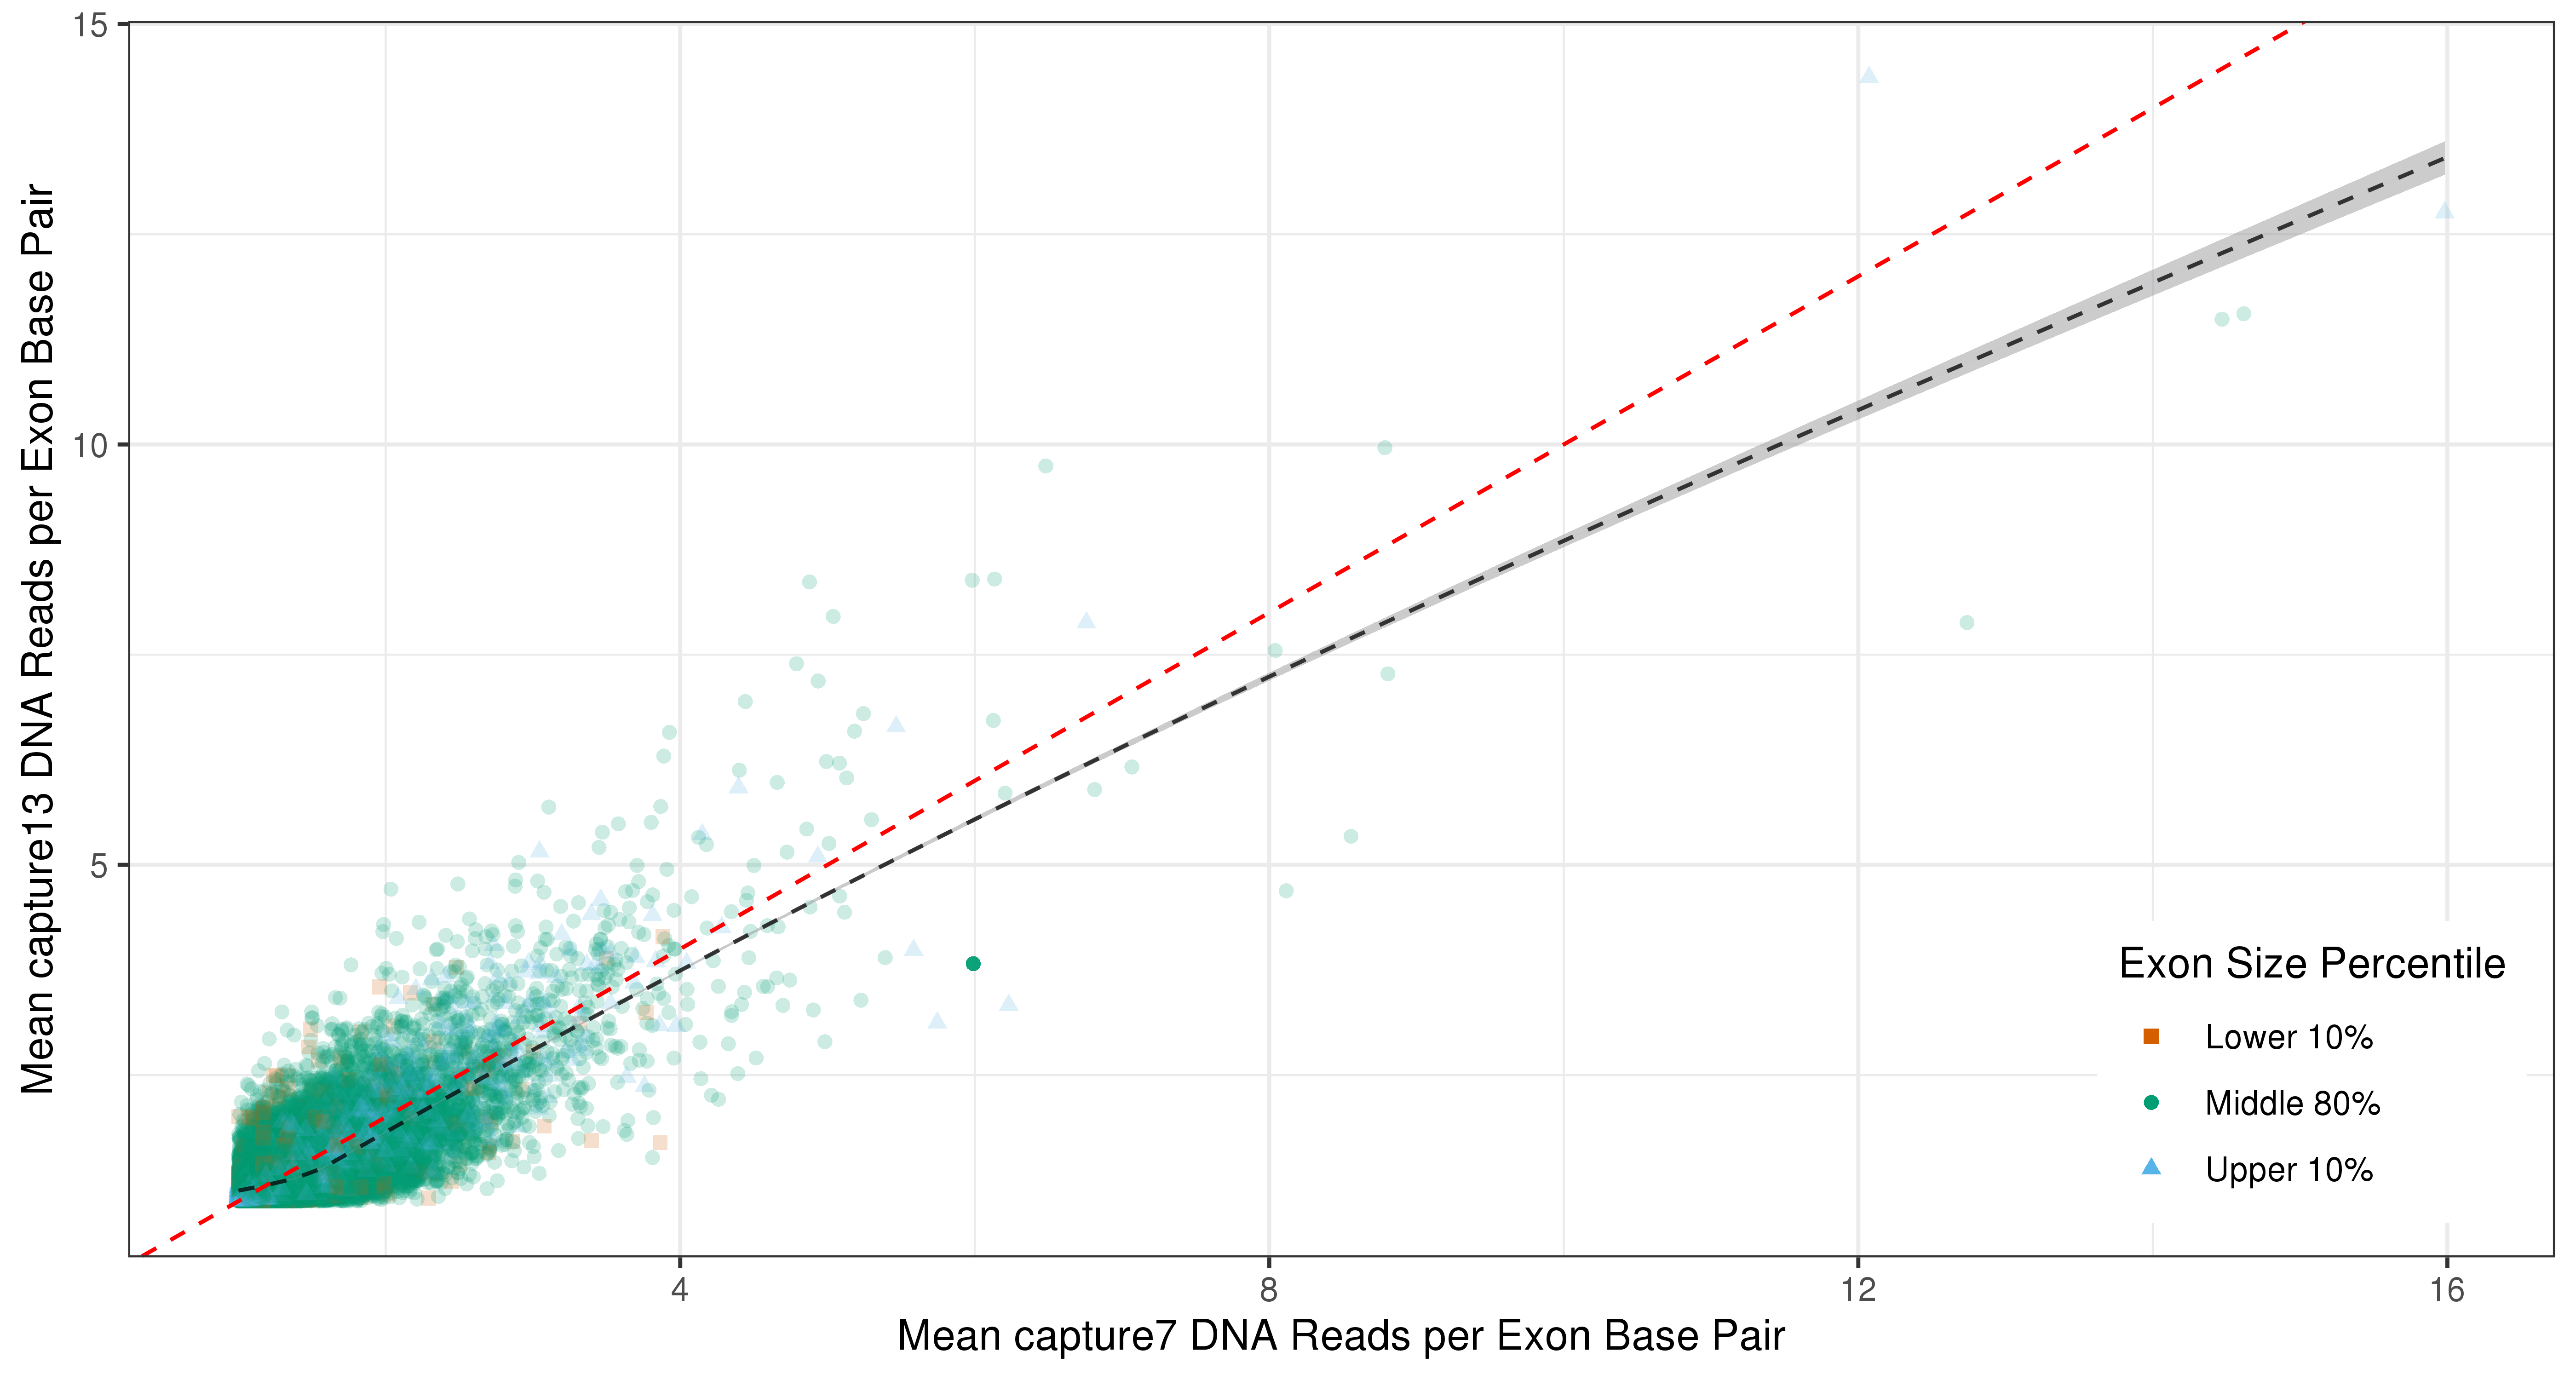 15
10
5
Mean capture13 DNA Reads per Exon Base Pair
Exon Size Percentile
Lower 10%
Middle 80%
Upper 10%
4 8 12 16
Mean capture7 DNA Reads per Exon Base Pair